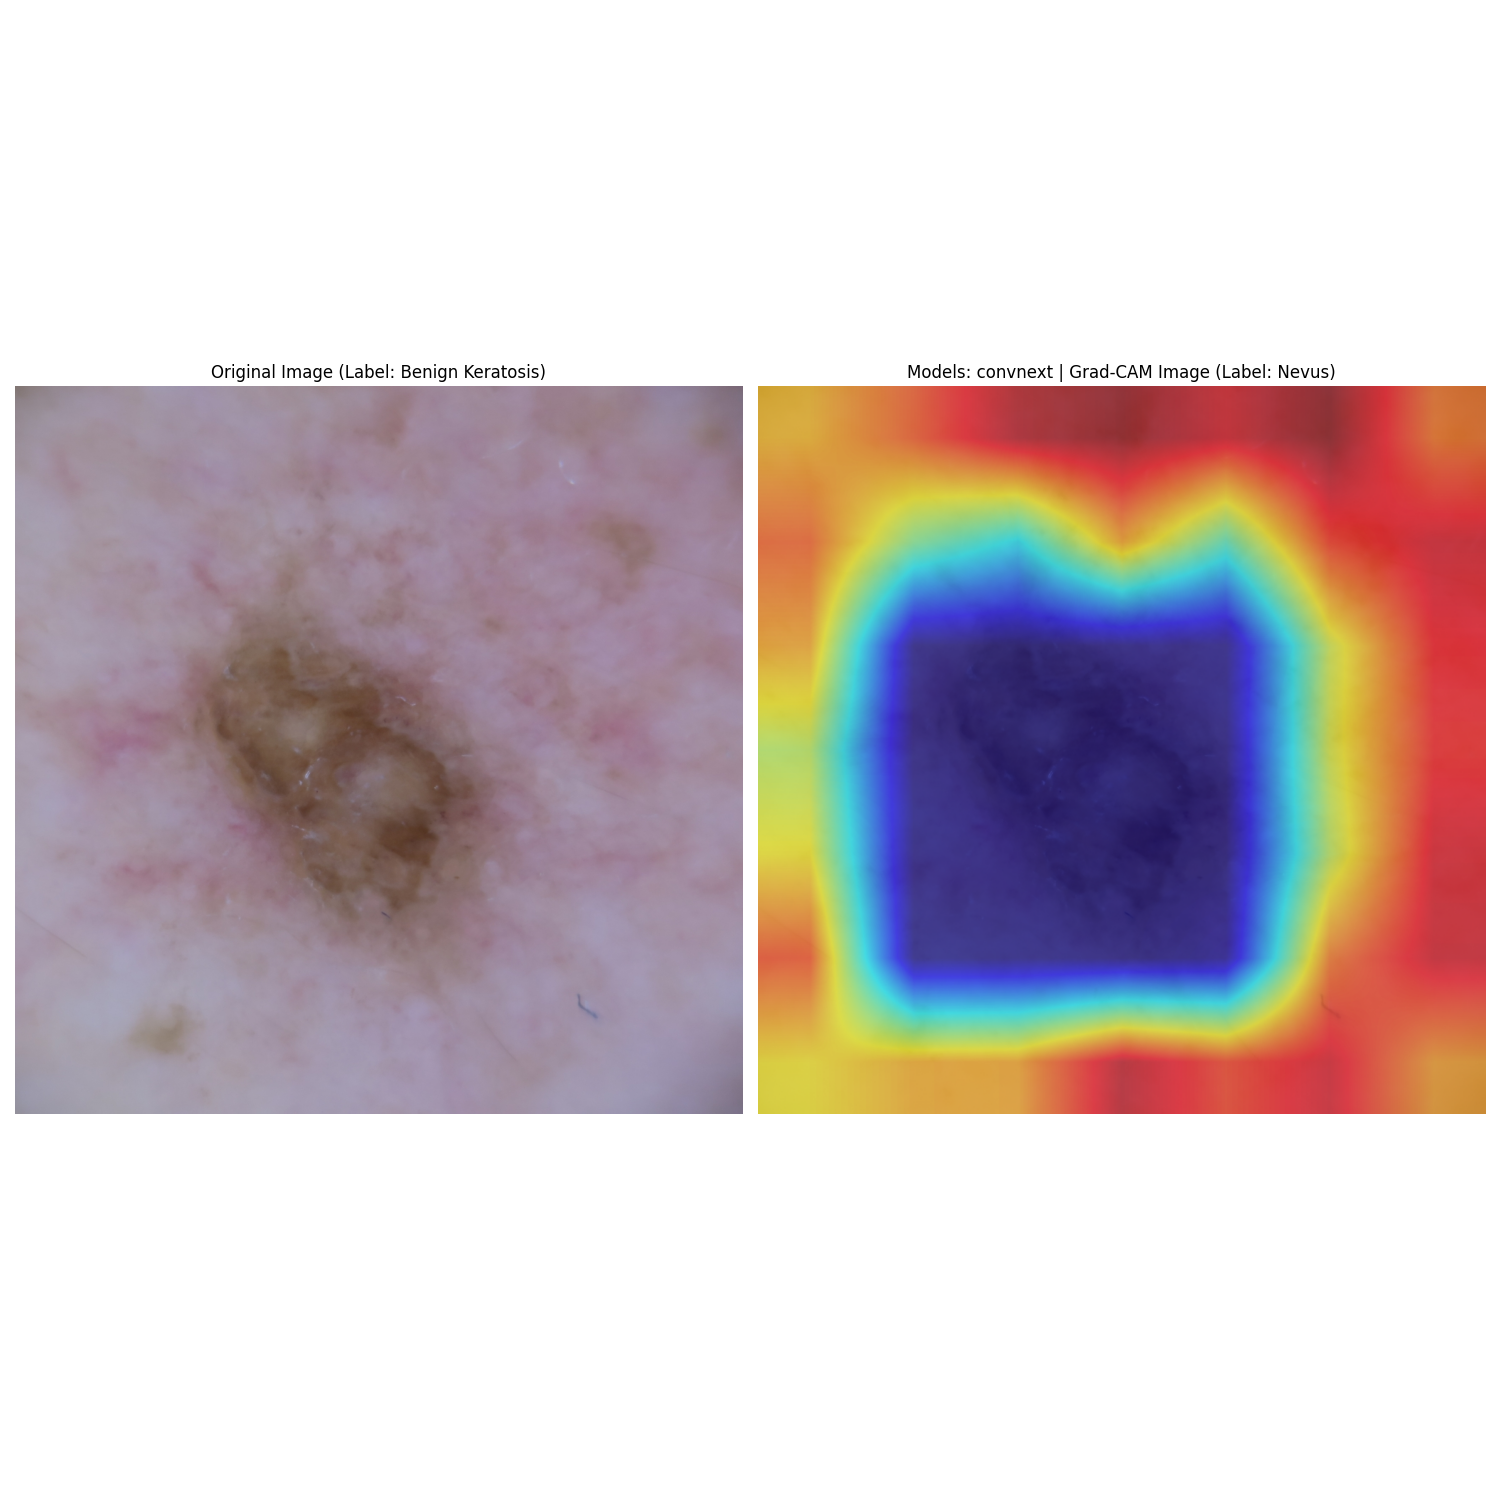 Original Image (Label: Benign Keratosis)
Models: convnext | Grad-CAM Image (Label: Nevus)